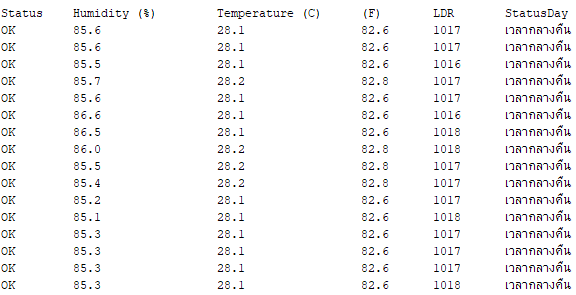 Status Humidity (%) Temperature (C) (F) LDR StatusDay
OK 85.6 28.1 82.6 1017 เวลากลางคืน
OK 85.6 28.1 82.6 1017 เวลากลางคืน
OK 85.5 28.1 82.6 1016 เวลากลางคืน
OK 85.7 28.2 82.8 1017 เวลากลางคืน
OK 85.6 28.1 82.6 1017 เวลากลางคืน
OK 86.6 28.1 82.6 1016 เวลากลางคืน
OK 86.5 28.1 82.6 1018 เวลากลางคืน
OK 86.0 28.2 82.8 1018 เวลากลางคืน
OK 85.5 28.2 82.8 1017 เวลากลางคืน
OK 85.4 28.2 82.8 1017 เวลากลางคืน
OK 85.2 28.1 82.6 1017 เวลากลางคืน
OK 85.1 28.1 82.6 1018 เวลากลางคืน
OK 85.3 28.1 82.6 1017 เวลากลางคืน
OK 85.3 28.1 82.6 1017 เวลากลางคืน
OK 85.3 28.1 82.6 1017 เวลากลางคืน
OK 85.3 28.1 82.6 1018 เวลากลางคืน